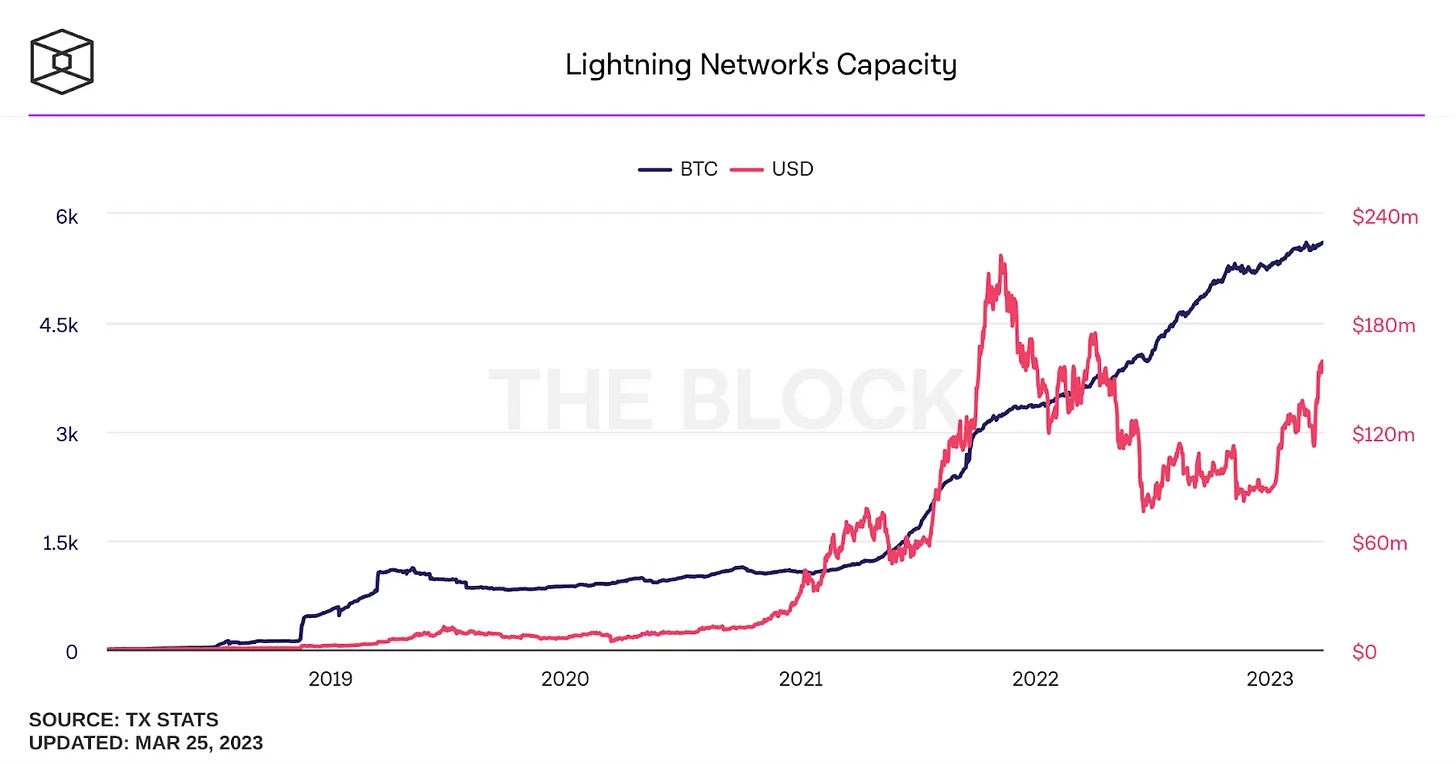 Lightning Network's Capacity
BTC USD
6k $240m
4.5k $180m
THE BLOCK
3k $120m
1.5k $60m
0 $0
2019 2020 2021 2022 2023
SOURCE: TX STATS
UPDATED: MAR 25, 2023